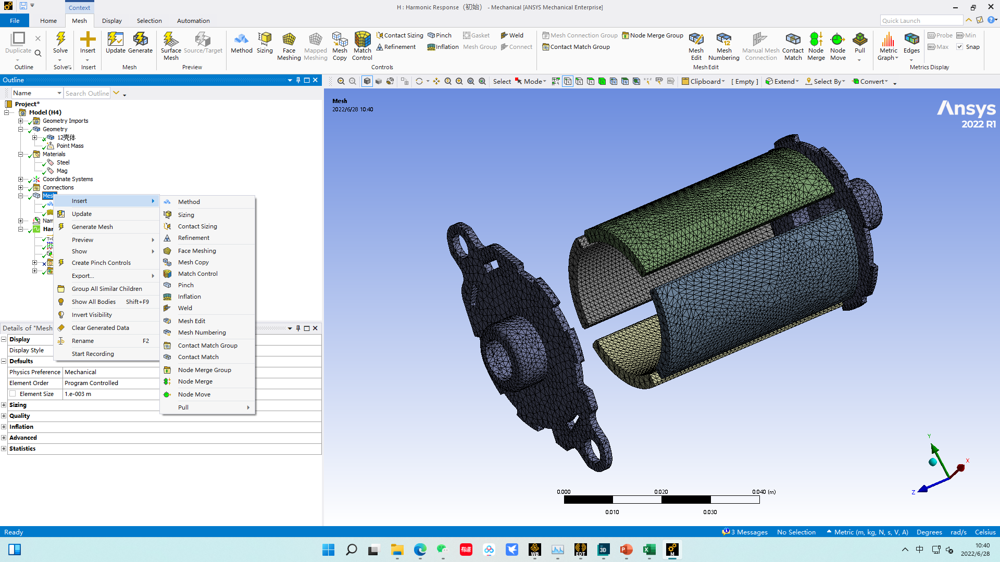 Context
H : Harmonic Response（初始） - Mechanical [ANSYS Mechanical Enterprise]
File Home Mesh Display Selection Automation
Quick Launch
Duplicate
Outline
Solve
Solve
Insert
Insert
Update Generate
Mesh
Surface Mesh Source/Target
Preview
Method Sizing Face Meshing Mapped Meshing Mesh Copy Match Control
Contact Sizing Pinch Gasket Weld
Refinement Inflation Mesh Group Connect
Controls
Mesh Connection Group Node Merge Group
Contact Match Group
Mesh Edit Mesh Numbering Manual Mesh Connection Contact Match Node Merge Node Move Pull
Mesh Edit
Metric Graph Edges
Probe Min
Max Snap
Metrics Display
Outline
Name Search Outline
Select Mode Clipboard [ Empty ] Extend Select By Convert
Project*
Model (H4)
Geometry Imports
Geometry
12壳体
Point Mass
Materials
Steel
Mag
Coordinate Systems
Connections
Mes
Nam
Har
T=0
Insert
Update
Generate Mesh
Preview
Show
Create Pinch Controls
Export...
Group All Similar Children
Show All Bodies Shift+F9
Invert Visibility
Clear Generated Data
Rename F2
Start Recording
Method
Sizing
Contact Sizing
Refinement
Face Meshing
Mesh Copy
Match Control
Pinch
Inflation
Weld
Mesh Edit
Mesh Numbering
Contact Match Group
Contact Match
Node Merge Group
Node Merge
Node Move
Pull
Details of "Mesh
Display
Display Style
Defaults
Physics Preference Mechanical
Element Order Program Controlled
Element Size 1.e-003 m
Sizing
Quality
Inflation
Advanced
Statistics
Mesh
2022/6/28 10:40
Ansys
2022 R1
Y
X
Z
0.000 0.020 0.040 (m)
0.010 0.030
Ready
3 Messages No Selection Metric (m, kg, N, s, V, A) Degrees rad/s Celsius
有道
WB
EDT
3D
P
X
M
中
10:40
2022/6/28